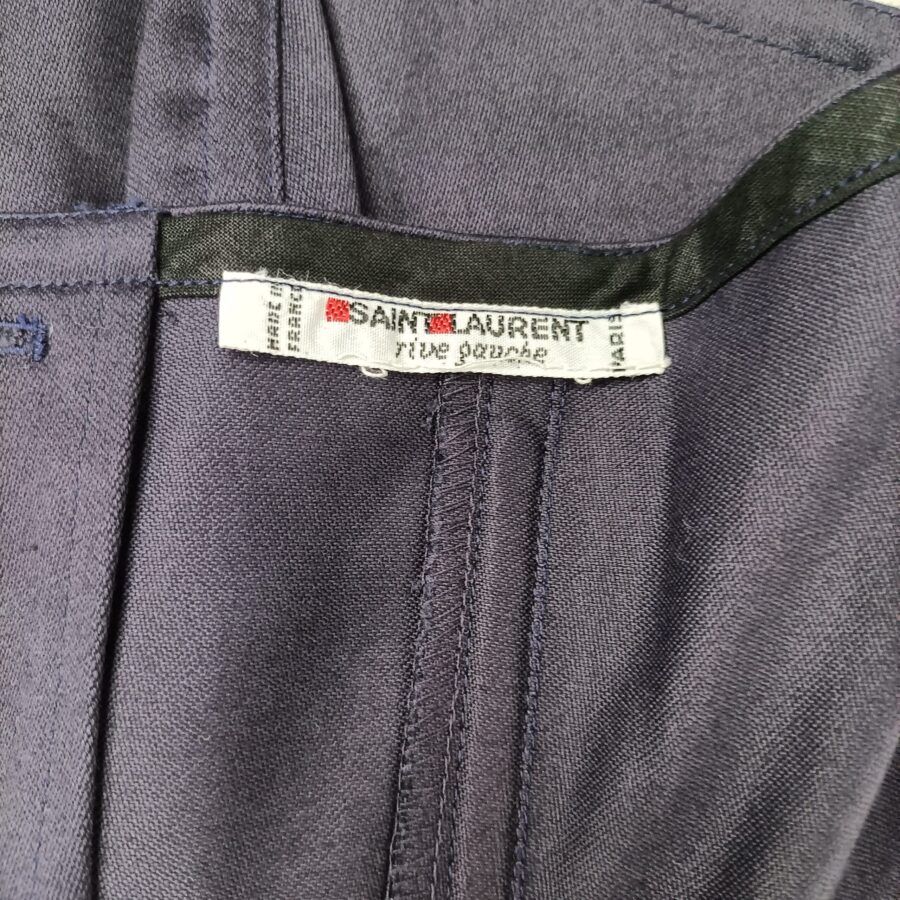 MADE IN
FRANCE
SAINT LAURENT
rive gauche
PARIS